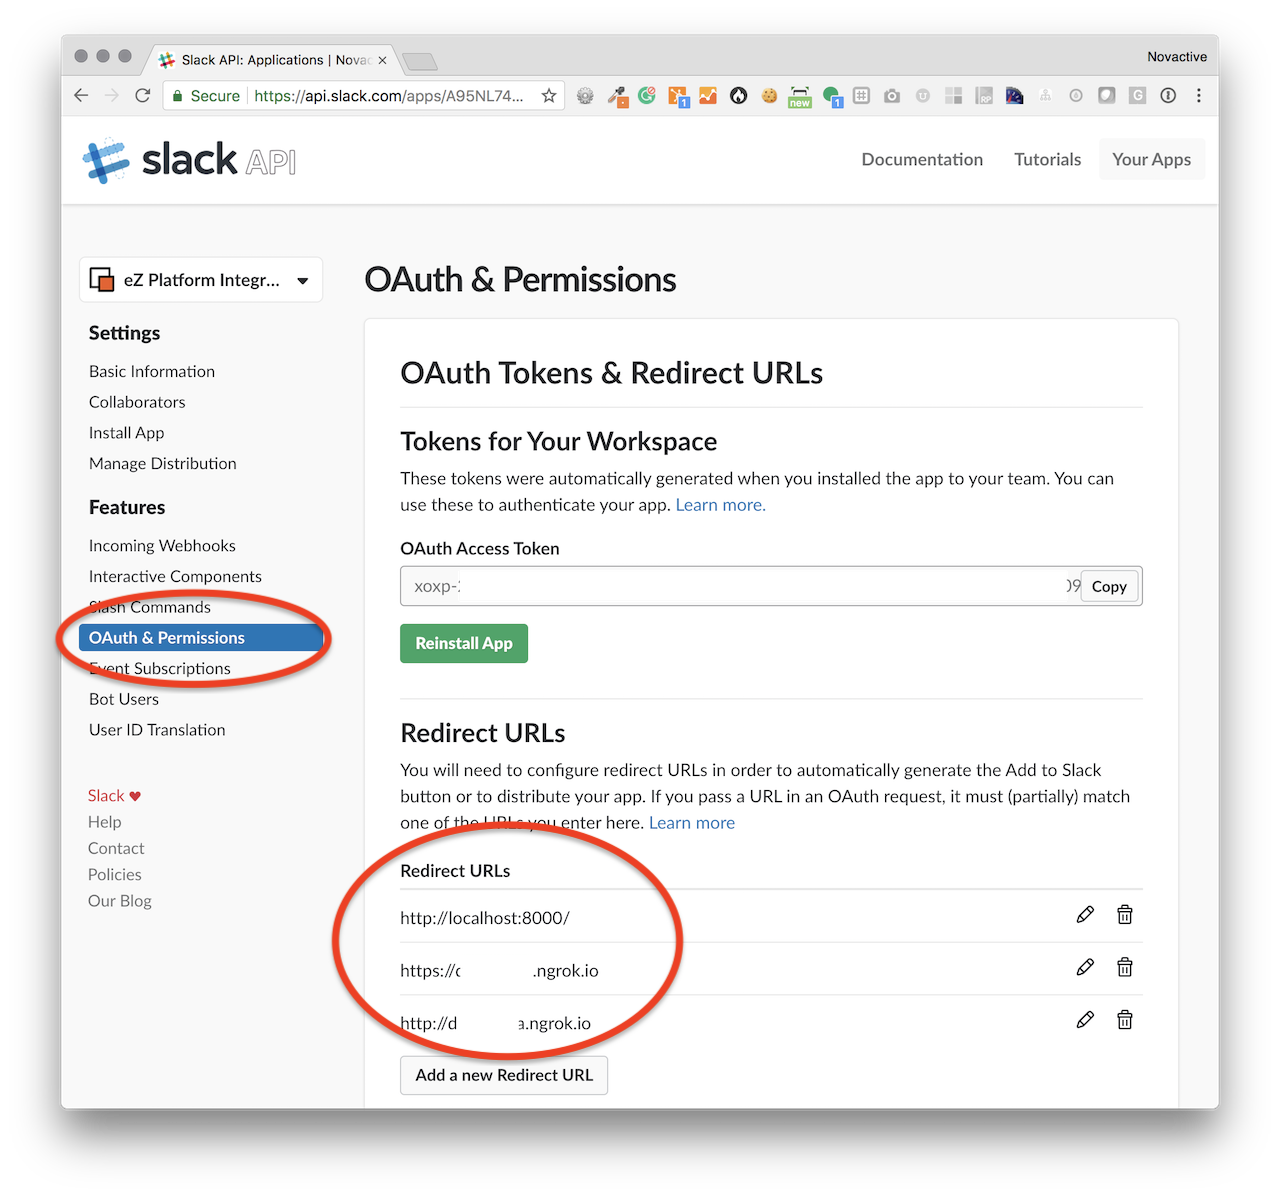 Slack API: Applications | Novac
Novactive
Secure
https://api.slack.com/apps/A95NL74...
1
new
1
RP
G
slack API
Documentation
Tutorials
Your Apps
eZ Platform Integr...
Settings
Basic Information
Collaborators
Install App
Manage Distribution
Features
Incoming Webhooks
Interactive Components
Slash Commands
OAuth & Permissions
Event Subscriptions
Bot Users
User ID Translation
Slack ♥
Help
Contact
Policies
Our Blog
OAuth & Permissions
OAuth Tokens & Redirect URLs
Tokens for Your Workspace
These tokens were automatically generated when you installed the app to your team. You can
use these to authenticate your app. Learn more.
OAuth Access Token
xoxp-
09
Copy
Reinstall App
Redirect URLs
You will need to configure redirect URLs in order to automatically generate the Add to Slack
button or to distribute your app. If you pass a URL in an OAuth request, it must (partially) match
one of the URLs you enter here. Learn more
Redirect URLs
http://localhost:8000/
https:// .ngrok.io
http://d a.ngrok.io
Add a new Redirect URL